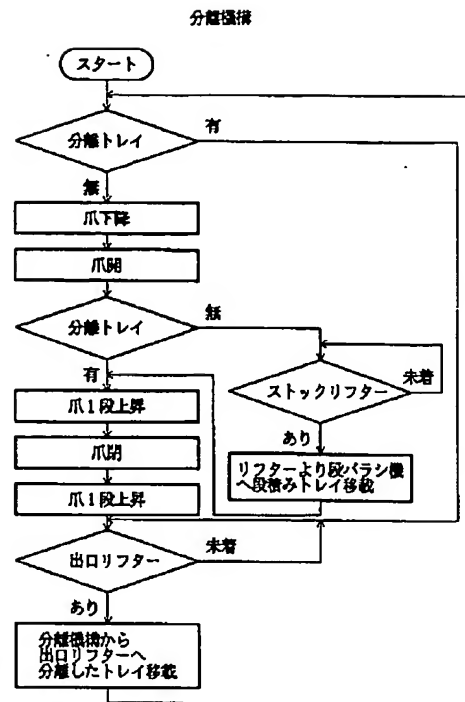 分離機構
スタート
分離トレイ
有
無
爪下降
爪開
分離トレイ
無
有
ストックリフター
未着
爪1段上昇
あり
爪閉
リフターより段バラシ機
へ段積みトレイ移載
爪1段上昇
出口リフター
未着
あり
分離機構から
出口リフターへ
分離したトレイ移載